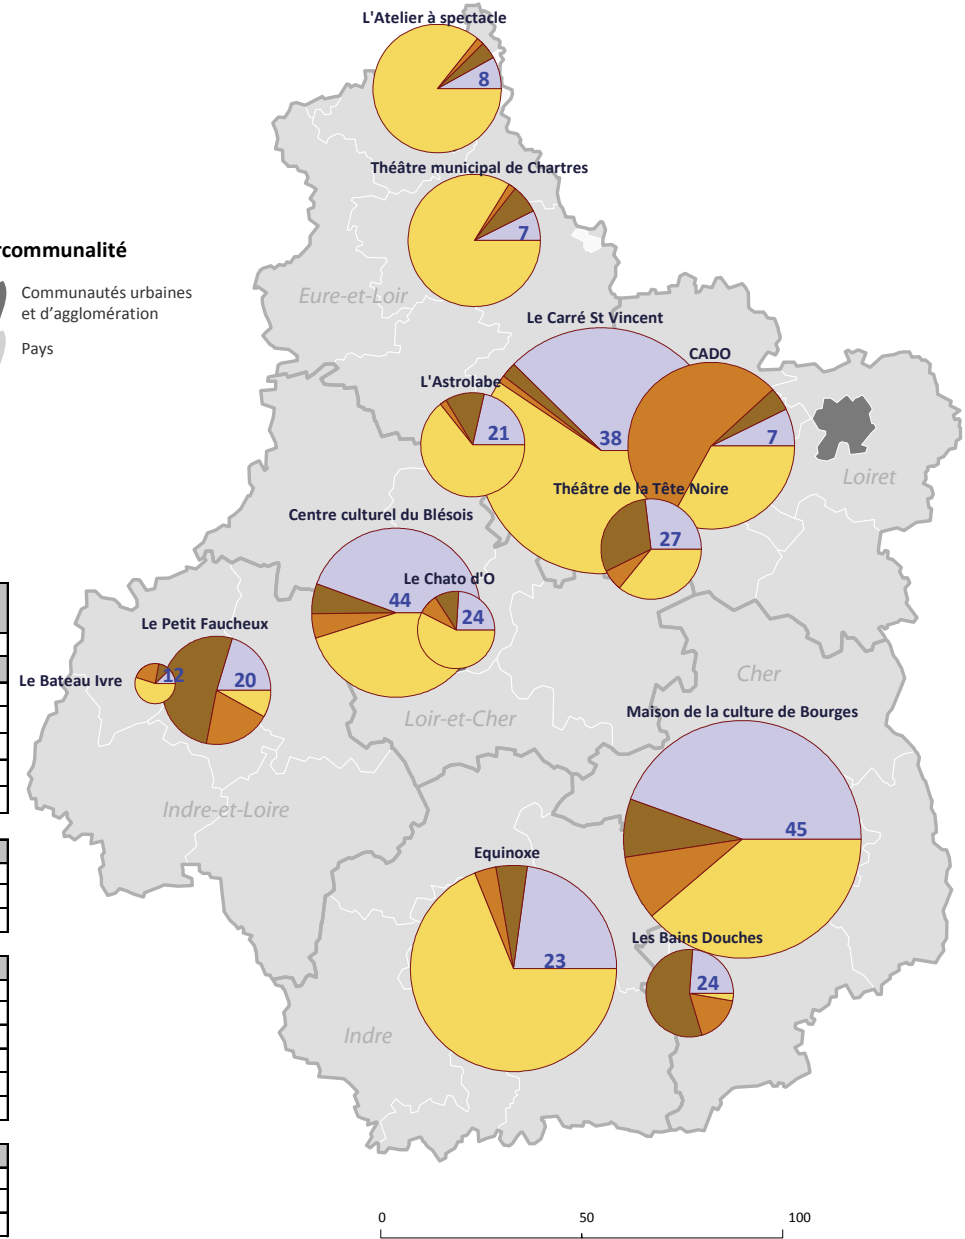 L'Atelier à spectacle
8
Théâtre municipal de Chartres
7
rcommunalité
Communautés urbaines
et d'agglomération
Pays
Eure-et-Loir
Le Carré St Vincent
CADO
L'Astrolabe
21
38
7
Loiret
Théâtre de la Tête Noire
27
Centre culturel du Blésois
Le Chato d'O
44
24
Le Petit Faucheux
Le Bateau Ivre
12
20
Cher
Loir-et-Cher
Maison de la culture de Bourges
Indre-et-Loire
45
Equinoxe
23
Les Bains Douches
24
Indre
0 50 100